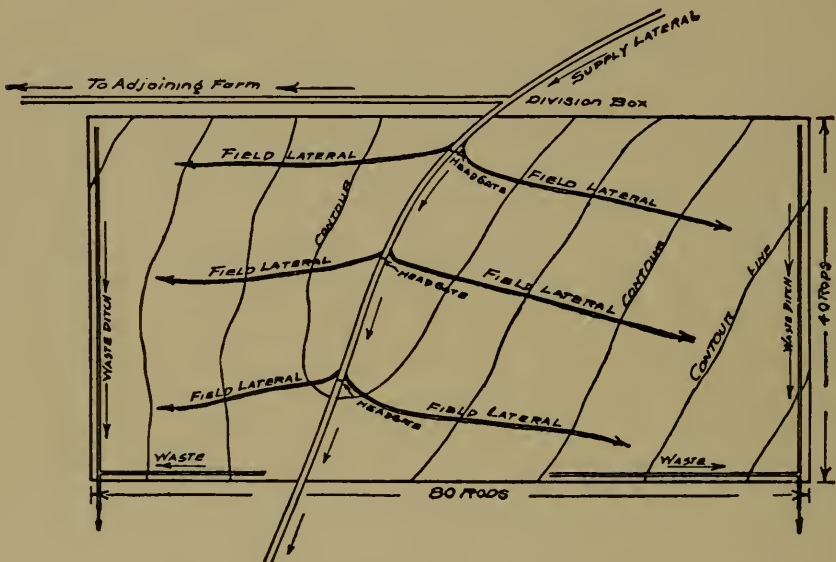 SUPPLY LATERAL
To Adjoining Farm
Division Box
FIELD LATERAL
HEADGATE
FIELD LATERAL
CONTOUR
40 RODS
FIELD LATERAL
HEADGATE
FIELD LATERAL
CONTOUR
CONTOUR LINE
WASTE DITCH
WASTE DITCH
FIELD LATERAL
HEADGATE
FIELD LATERAL
WASTE
WASTE
80 RODS